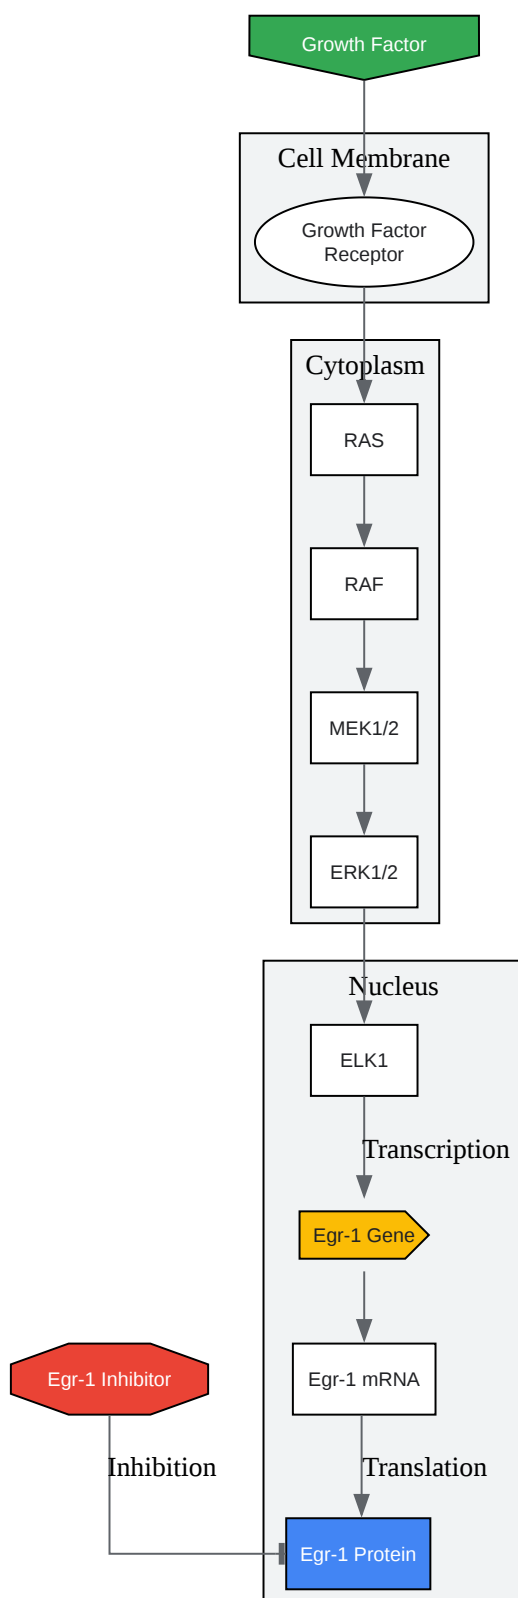 Growth Factor
Cell Membrane
Growth Factor
Receptor
Cytoplasm
RAS
RAF
MEK1/2
ERK1/2
Nucleus
ELK1
Transcription
Egr-1 Gene
Egr-1 Inhibitor
Egr-1 mRNA
Inhibition
Translation
Egr-1 Protein